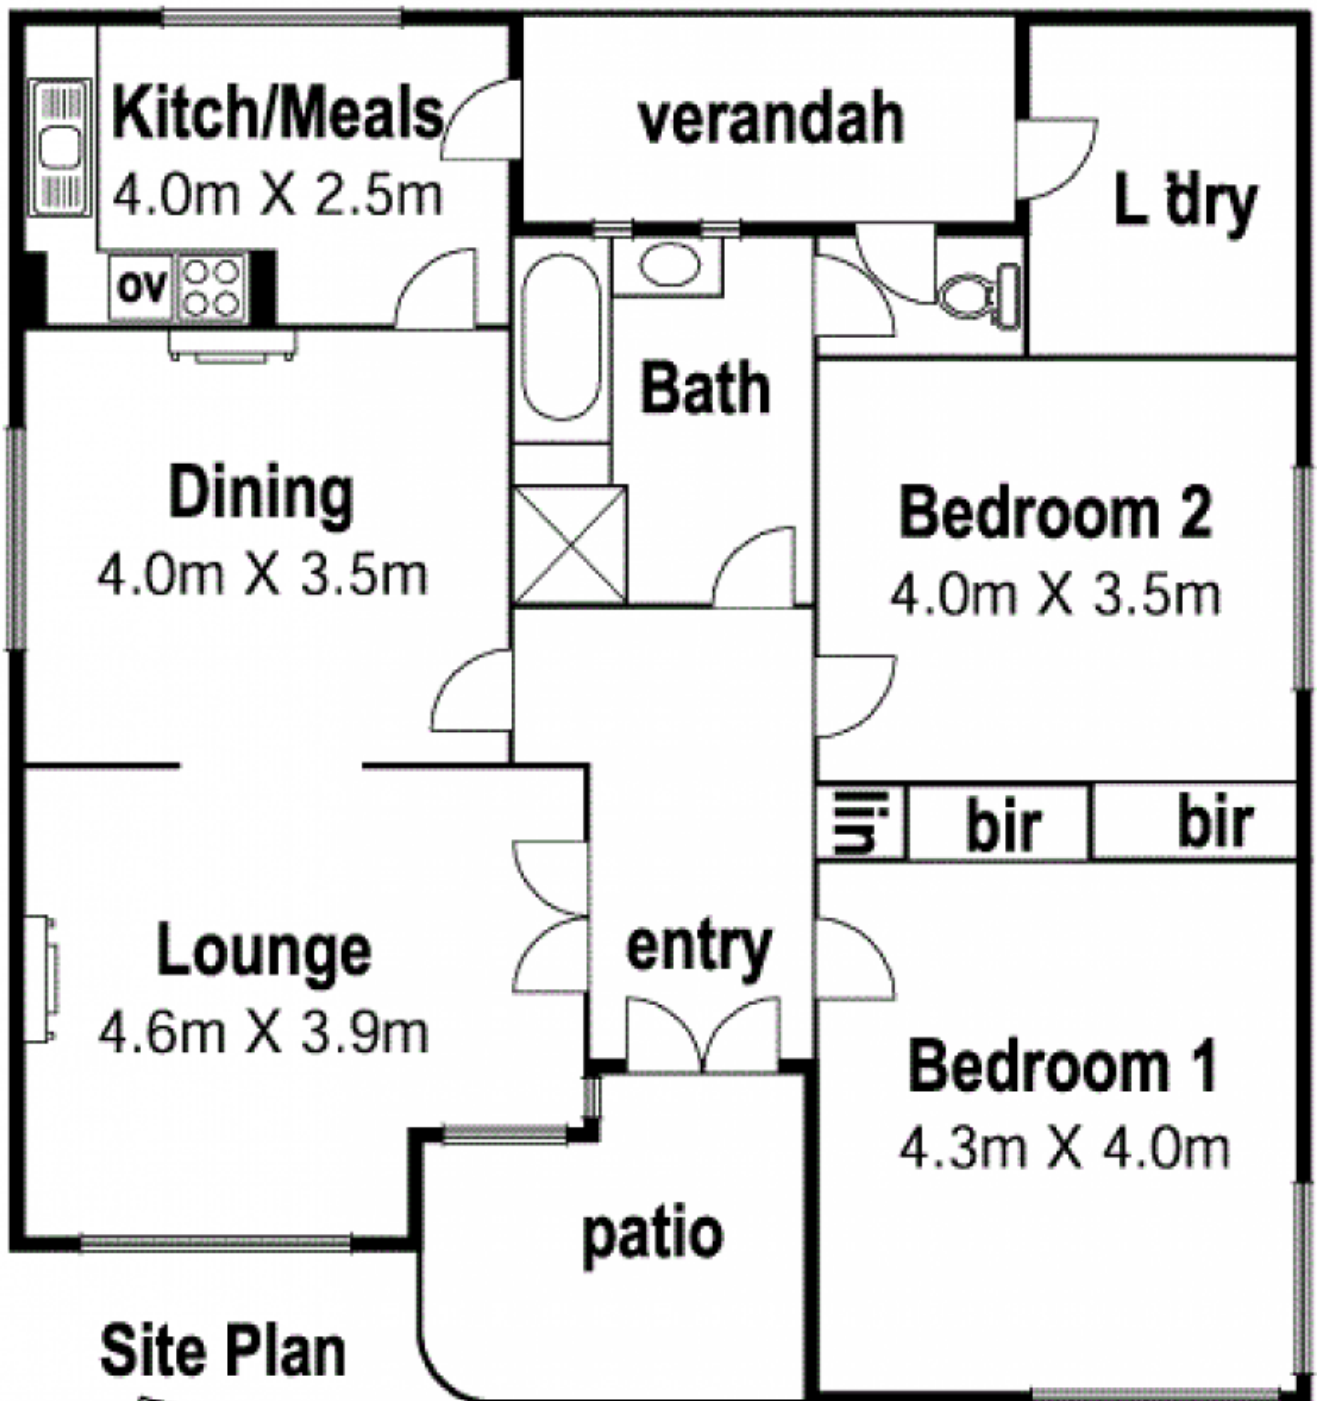 Kitch/Meals
4.0m X 2.5m
verandah
L'dry
ov
Bath
Dining
4.0m X 3.5m
Bedroom 2
4.0m X 3.5m
lin
bir
bir
Lounge
4.6m X 3.9m
entry
Bedroom 1
4.3m X 4.0m
patio
Site Plan